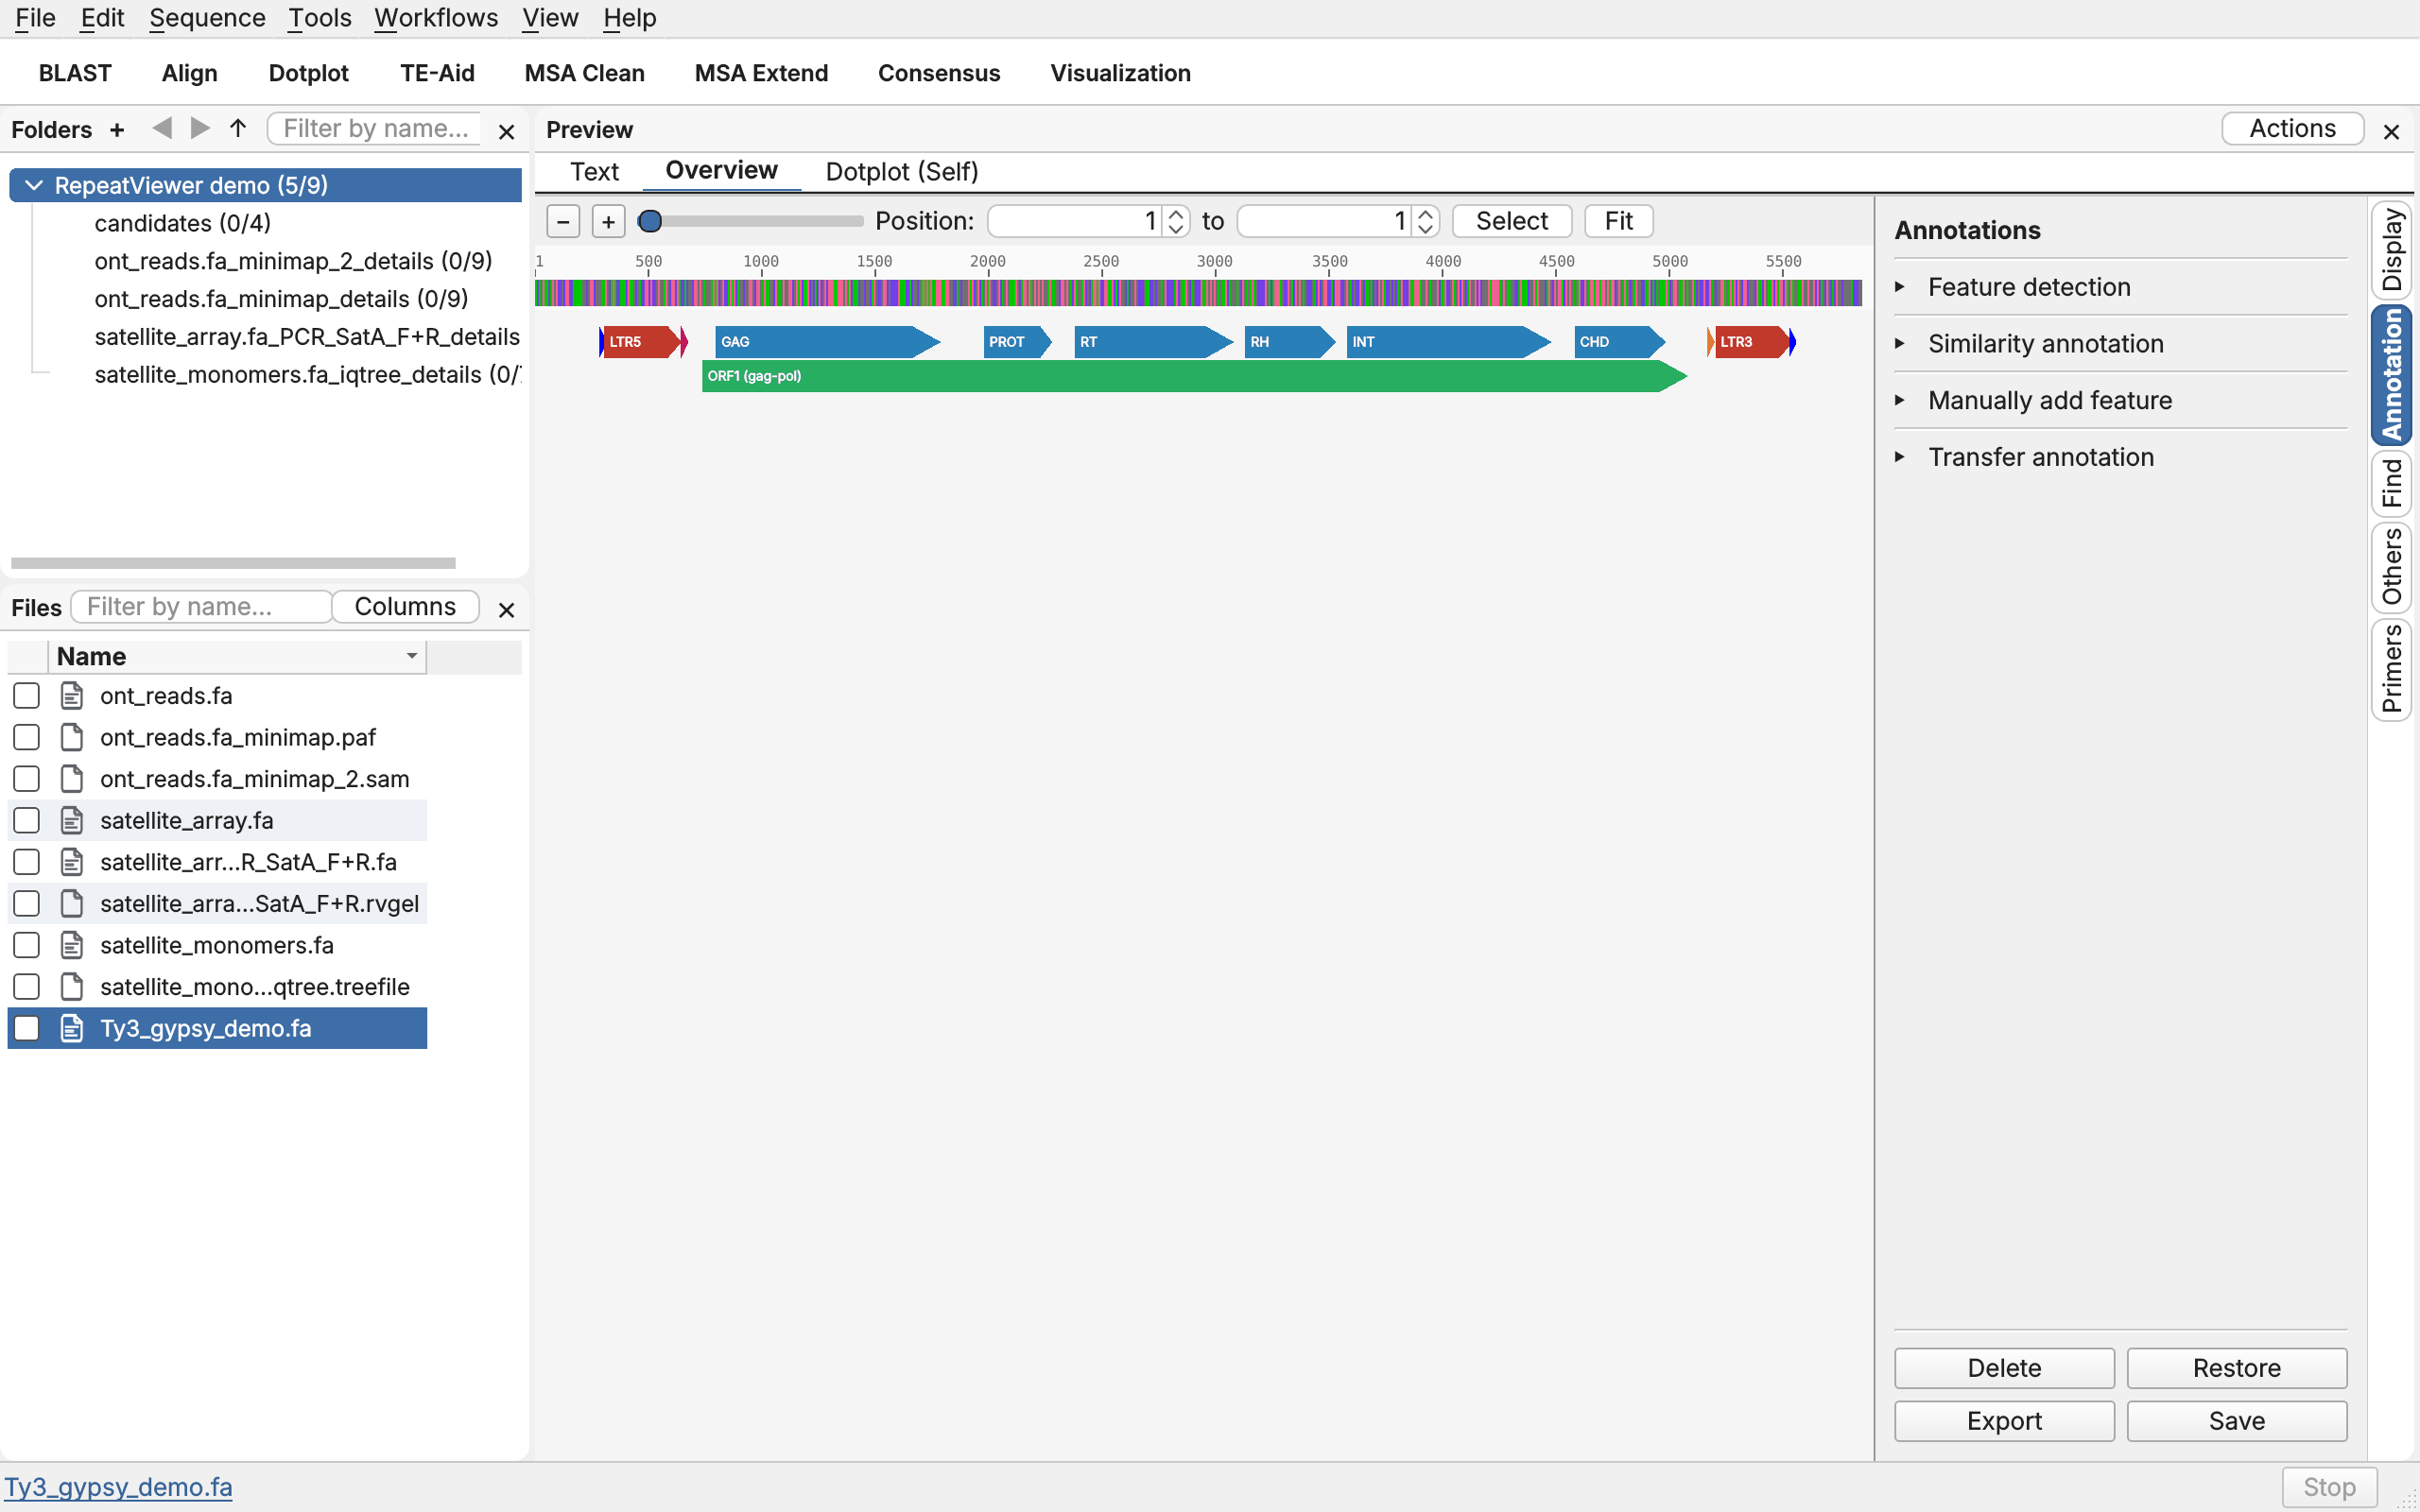 File Edit Sequence Tools Workflows View Help
BLAST Align Dotplot TE-Aid MSA Clean MSA Extend Consensus Visualization
Folders + Filter by name...
RepeatViewer demo (5/9)
candidates (0/4)
ont_reads.fa_minimap_2_details (0/9)
ont_reads.fa_minimap_details (0/9)
satellite_array.fa_PCR_SatA_F+R_details
satellite_monomers.fa_iqtree_details (0/
Files Filter by name... Columns
Name
ont_reads.fa
ont_reads.fa_minimap.paf
ont_reads.fa_minimap_2.sam
satellite_array.fa
satellite_arr...R_SatA_F+R.fa
satellite_arra...SatA_F+R.rvgel
satellite_monomers.fa
satellite_mono...qtree.treefile
Ty3_gypsy_demo.fa
Preview Actions
Text Overview Dotplot (Self)
− + Position: 1 to 1 Select Fit
1 500 1000 1500 2000 2500 3000 3500 4000 4500 5000 5500
LTR5 GAG PROT RT RH INT CHD LTR3
ORF1 (gag-pol)
Annotations
Feature detection
Similarity annotation
Manually add feature
Transfer annotation
Delete Restore
Export Save
Display
Annotation
Find
Others
Primers
Ty3_gypsy_demo.fa Stop